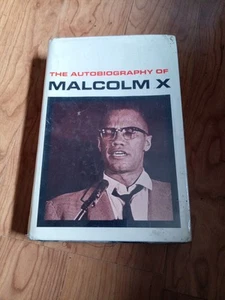 THE AUTOBIOGRAPHY OF
MALCOLM X